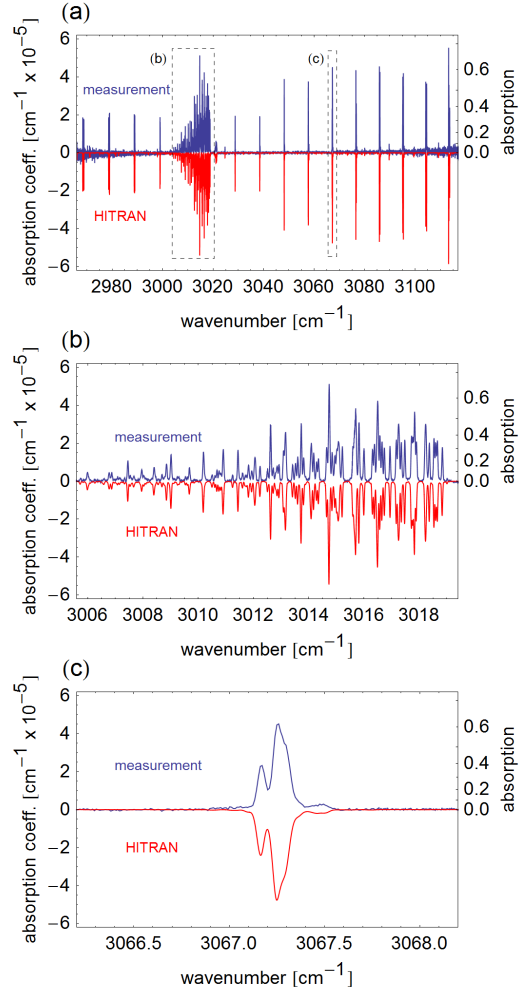 (a)
6
4
2
0
−2
−4
−6
(b)
(c)
measurement
HITRAN
0.6
0.4
0.2
0.0
absorption coeff. [cm⁻¹ x 10⁻⁵]
absorption
2980 3000 3020 3040 3060 3080 3100
wavenumber [cm⁻¹]
(b)
6
4
2
0
−2
−4
−6
measurement
HITRAN
0.6
0.4
0.2
0.0
absorption coeff. [cm⁻¹ x 10⁻⁵]
absorption
3006 3008 3010 3012 3014 3016 3018
wavenumber [cm⁻¹]
(c)
6
4
2
0
−2
−4
−6
measurement
HITRAN
0.6
0.4
0.2
0.0
absorption coeff. [cm⁻¹ x 10⁻⁵]
absorption
3066.5 3067.0 3067.5 3068.0
wavenumber [cm⁻¹]